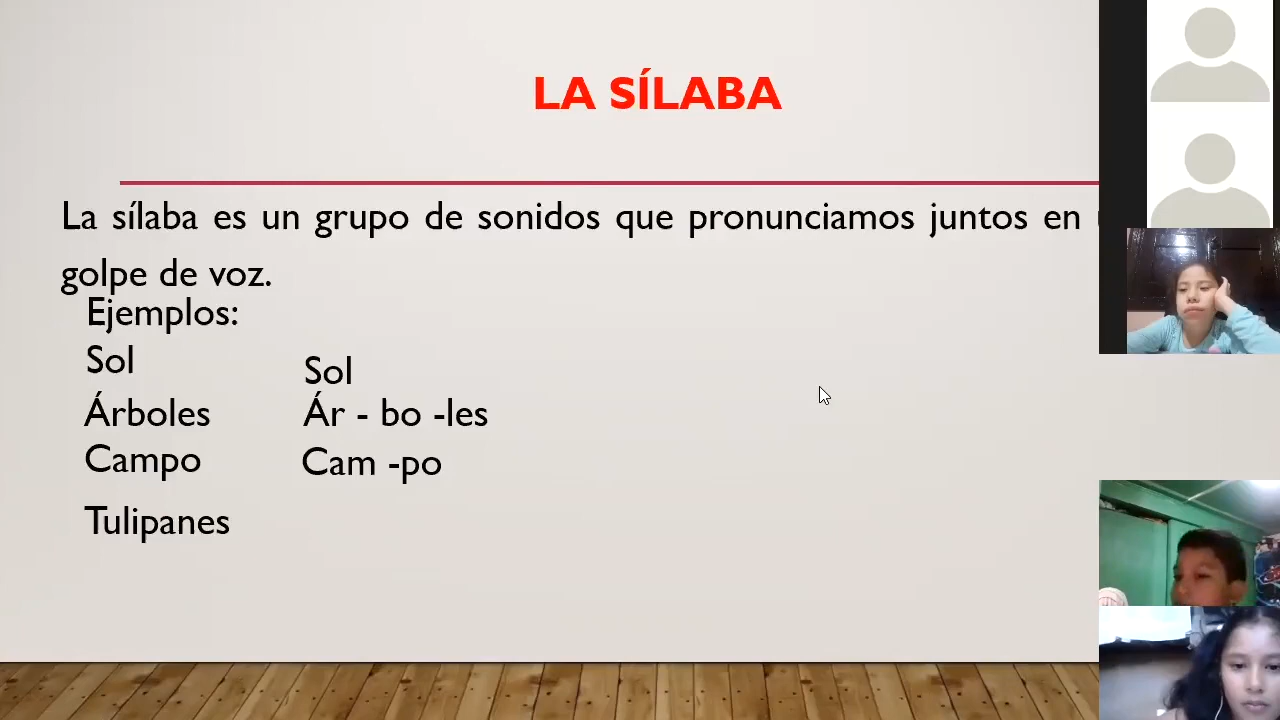 LA SÍLABA
La sílaba es un grupo de sonidos que pronunciamos juntos en
golpe de voz.
Ejemplos:
Sol Sol
Árboles Ár - bo -les
Campo Cam -po
Tulipanes